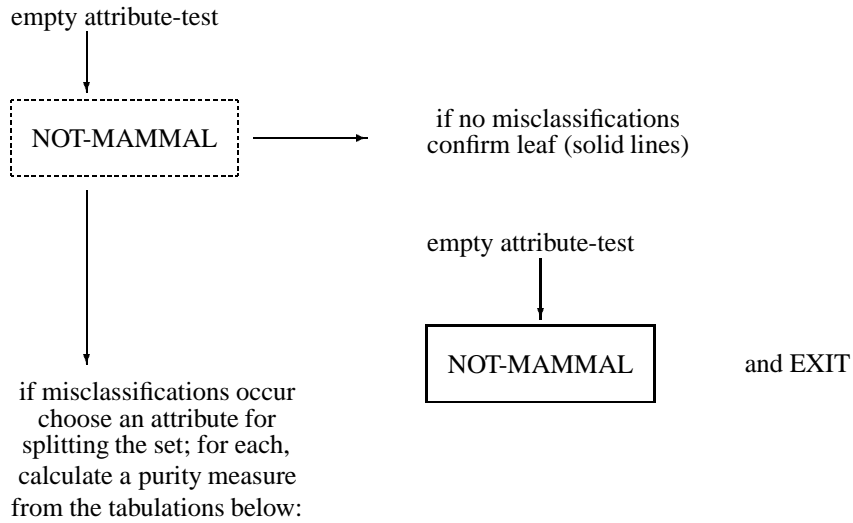 empty attribute-test
NOT-MAMMAL
if no misclassifications
confirm leaf (solid lines)
empty attribute-test
NOT-MAMMAL
and EXIT
if misclassifications occur
choose an attribute for
splitting the set; for each,
calculate a purity measure
from the tabulations below: